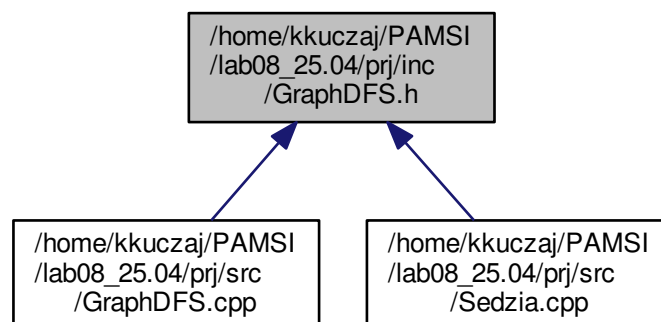 /home/kkuczaj/PAMSI
/lab08_25.04/prj/inc
/GraphDFS.h
/home/kkuczaj/PAMSI
/lab08_25.04/prj/src
/GraphDFS.cpp
/home/kkuczaj/PAMSI
/lab08_25.04/prj/src
/Sedzia.cpp